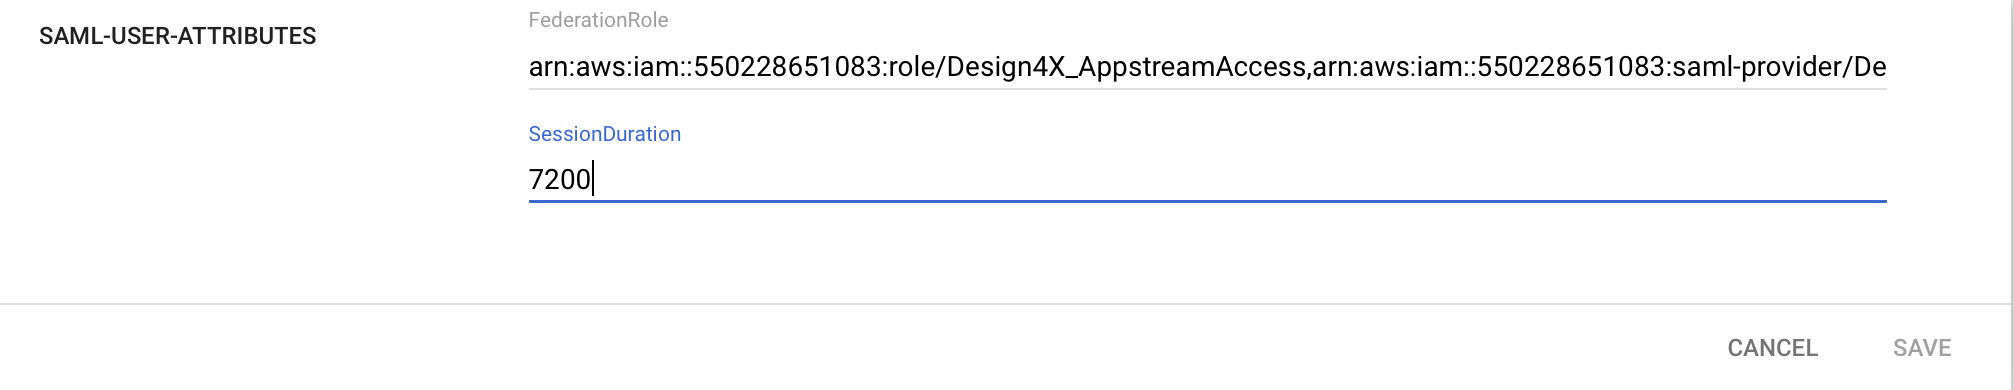 SAML-USER-ATTRIBUTES
FederationRole
arn:aws:iam::550228651083:role/Design4X_AppstreamAccess,arn:aws:iam::550228651083:saml-provider/De
SessionDuration
7200
CANCEL
SAVE